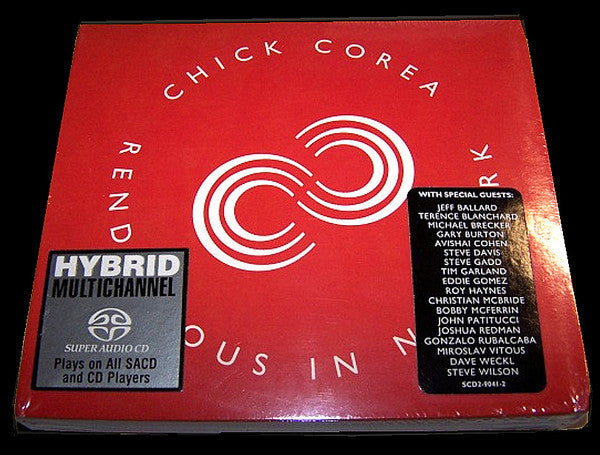 CHICK COREA
REND
OUS IN N
RK
HYBRID
MULTICHANNEL
SUPER AUDIO CD
Plays on All SACD
and CD Players
WITH SPECIAL GUESTS:
JEFF BALLARD
TERENCE BLANCHARD
MICHAEL BRECKER
GARY BURTON
AVISHAI COHEN
STEVE DAVIS
STEVE GADD
TIM GARLAND
EDDIE GOMEZ
ROY HAYNES
CHRISTIAN MCBRIDE
BOBBY MCFERRIN
JOHN PATITUCCI
JOSHUA REDMAN
GONZALO RUBALCABA
MIROSLAV VITOUS
DAVE WECKL
STEVE WILSON
SCD2-9041-2